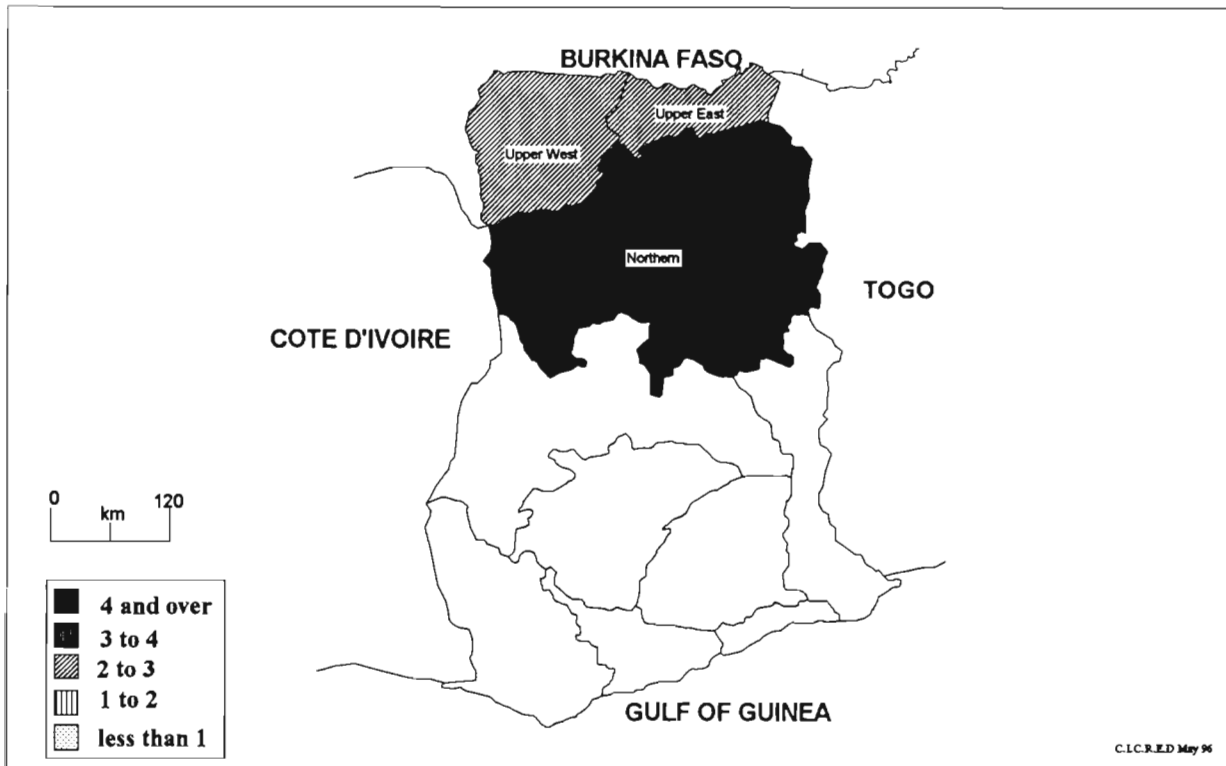 BURKINA FASO
Upper East
Upper West
Northern
TOGO
COTE D'IVOIRE
0 120
km
4 and over
3 to 4
2 to 3
1 to 2
less than 1
GULF OF GUINEA
C.I.C.R.E.D May 96